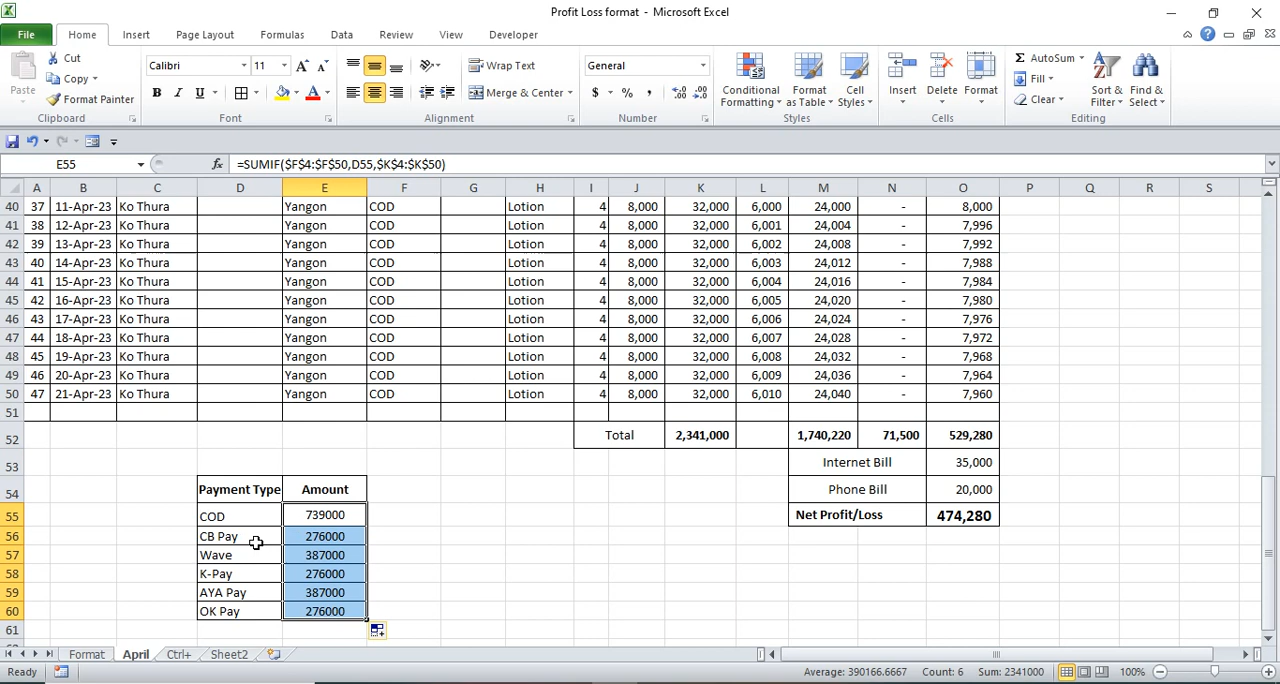 Profit Loss format - Microsoft Excel
File Home Insert Page Layout Formulas Data Review View Developer
Paste Cut Copy Format Painter Clipboard
Calibri 11 Font
Wrap Text Merge & Center Alignment
General Number
Conditional Formatting Format as Table Cell Styles Styles
Insert Delete Format Cells
AutoSum Fill Clear Sort & Filter Find & Select Editing
E55 fx =SUMIF($F$4:$F$50,D55,$K$4:$K$50)
A B C D E F G H I J K L M N O P Q R S
40 37 11-Apr-23 Ko Thura Yangon COD Lotion 4 8,000 32,000 6,000 24,000 - 8,000
41 38 12-Apr-23 Ko Thura Yangon COD Lotion 4 8,000 32,000 6,001 24,004 - 7,996
42 39 13-Apr-23 Ko Thura Yangon COD Lotion 4 8,000 32,000 6,002 24,008 - 7,992
43 40 14-Apr-23 Ko Thura Yangon COD Lotion 4 8,000 32,000 6,003 24,012 - 7,988
44 41 15-Apr-23 Ko Thura Yangon COD Lotion 4 8,000 32,000 6,004 24,016 - 7,984
45 42 16-Apr-23 Ko Thura Yangon COD Lotion 4 8,000 32,000 6,005 24,020 - 7,980
46 43 17-Apr-23 Ko Thura Yangon COD Lotion 4 8,000 32,000 6,006 24,024 - 7,976
47 44 18-Apr-23 Ko Thura Yangon COD Lotion 4 8,000 32,000 6,007 24,028 - 7,972
48 45 19-Apr-23 Ko Thura Yangon COD Lotion 4 8,000 32,000 6,008 24,032 - 7,968
49 46 20-Apr-23 Ko Thura Yangon COD Lotion 4 8,000 32,000 6,009 24,036 - 7,964
50 47 21-Apr-23 Ko Thura Yangon COD Lotion 4 8,000 32,000 6,010 24,040 - 7,960
51
52 Total 2,341,000 1,740,220 71,500 529,280
53 Internet Bill 35,000
54 Payment Type Amount Phone Bill 20,000
55 COD 739000 Net Profit/Loss 474,280
56 CB Pay 276000
57 Wave 387000
58 K-Pay 276000
59 AYA Pay 387000
60 OK Pay 276000
61
Format April Ctrl+ Sheet2
Ready Average: 390166.6667 Count: 6 Sum: 2341000 100%